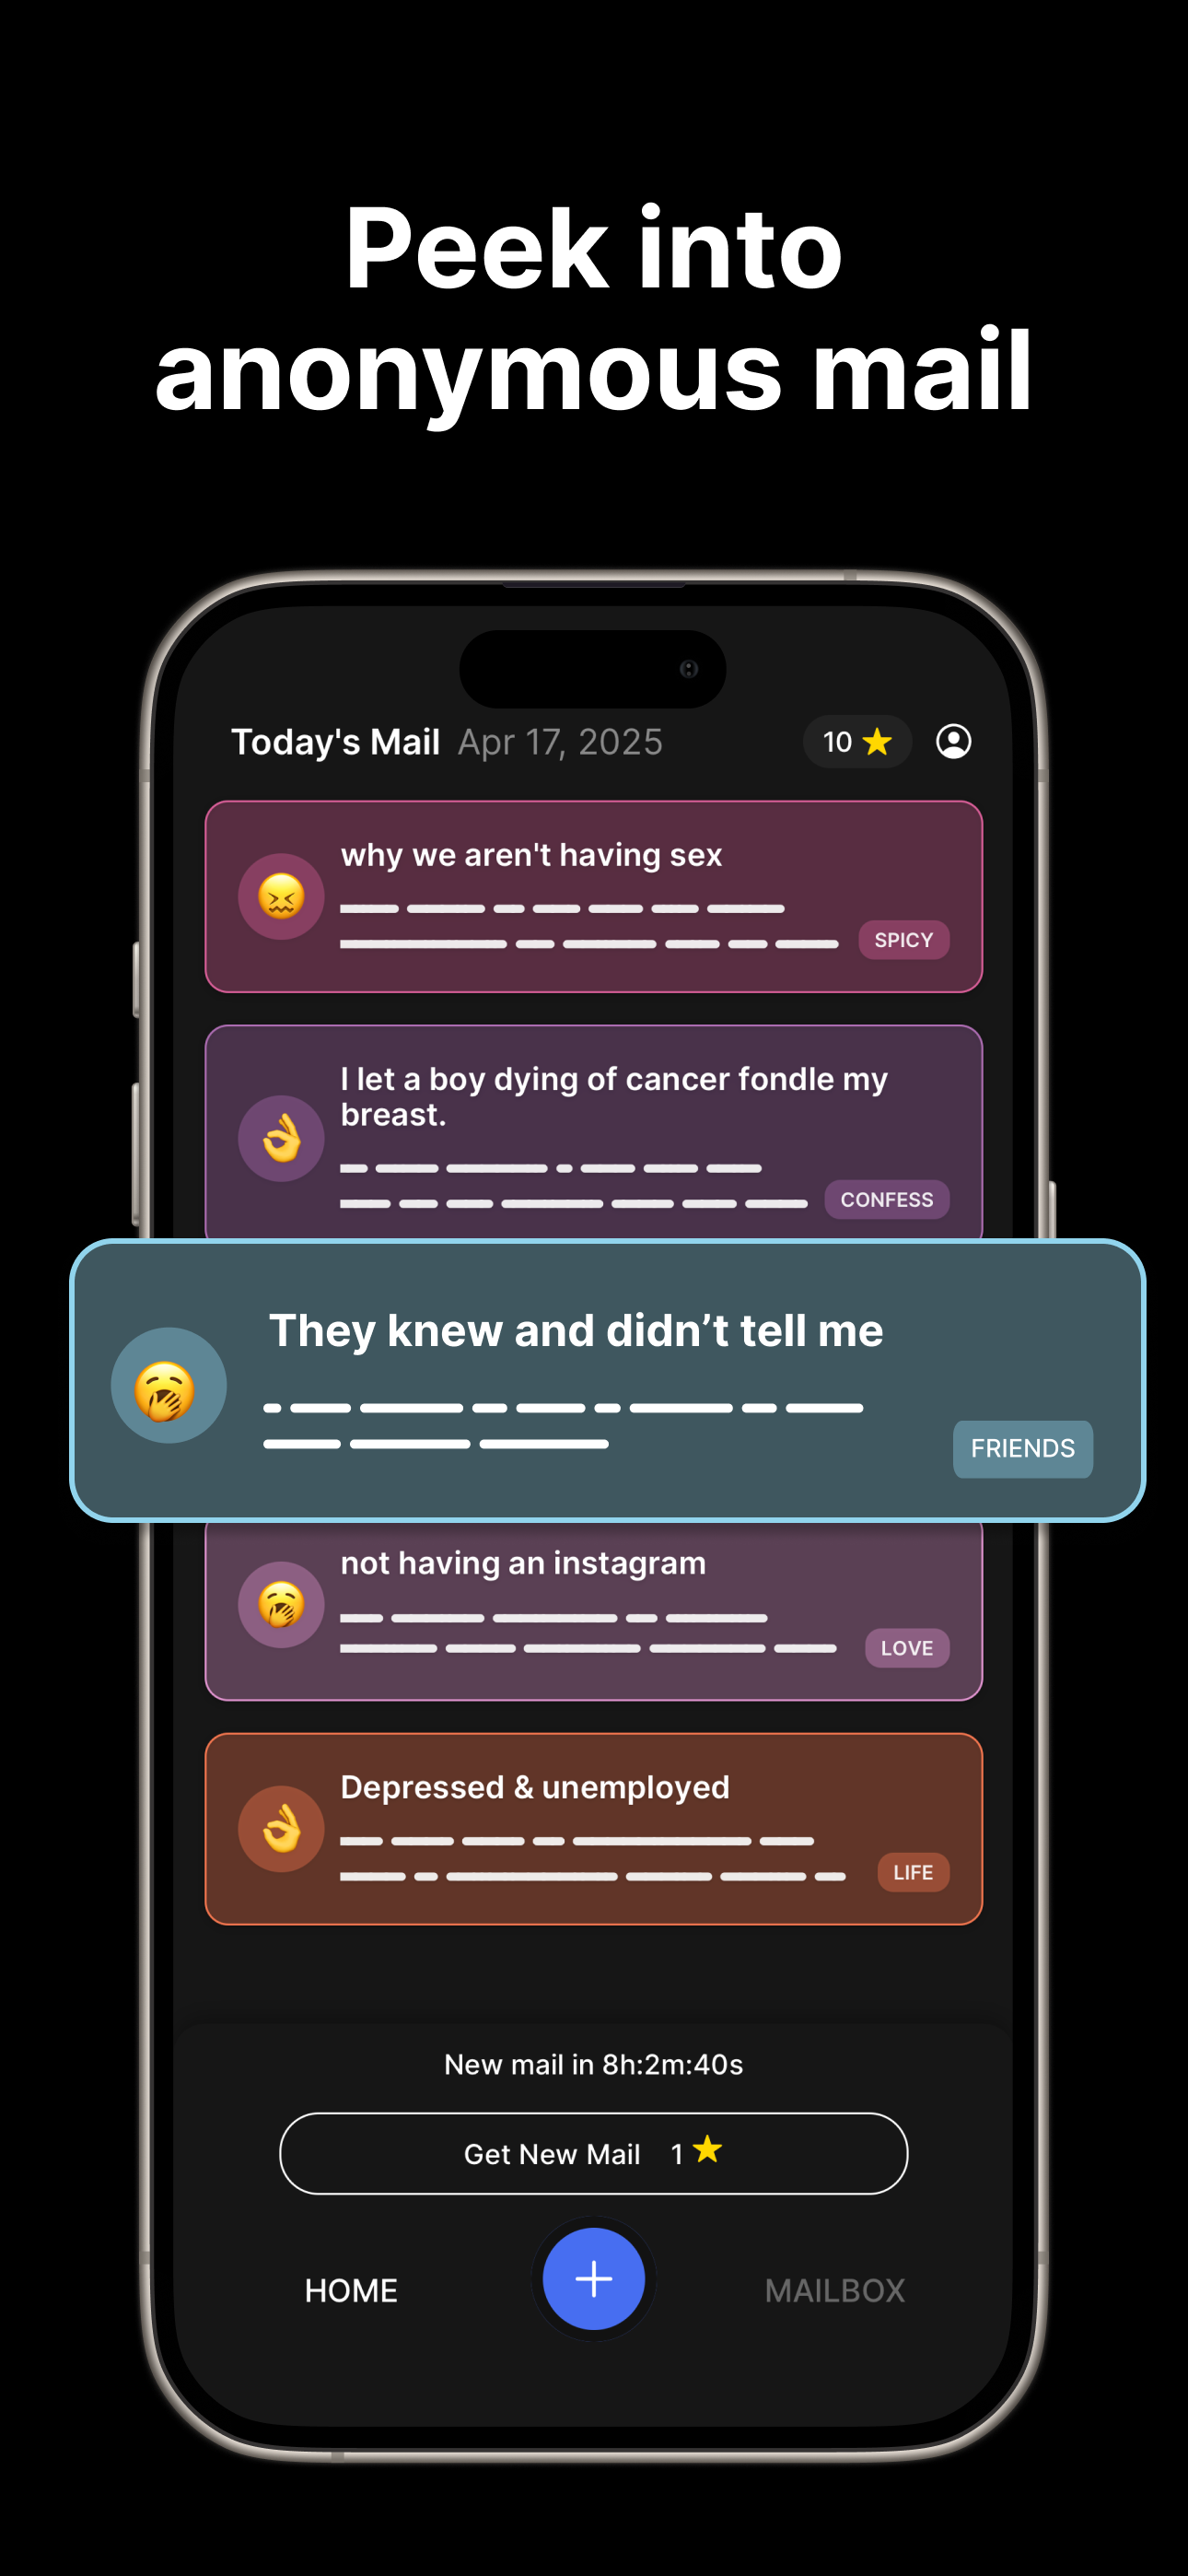 Peek into
anonymous mail
Today's Mail Apr 17, 2025 10
why we aren't having sex
SPICY
I let a boy dying of cancer fondle my
breast.
CONFESS
They knew and didn’t tell me
FRIENDS
not having an instagram
LOVE
Depressed & unemployed
LIFE
New mail in 8h:2m:40s
Get New Mail 1
HOME
MAILBOX